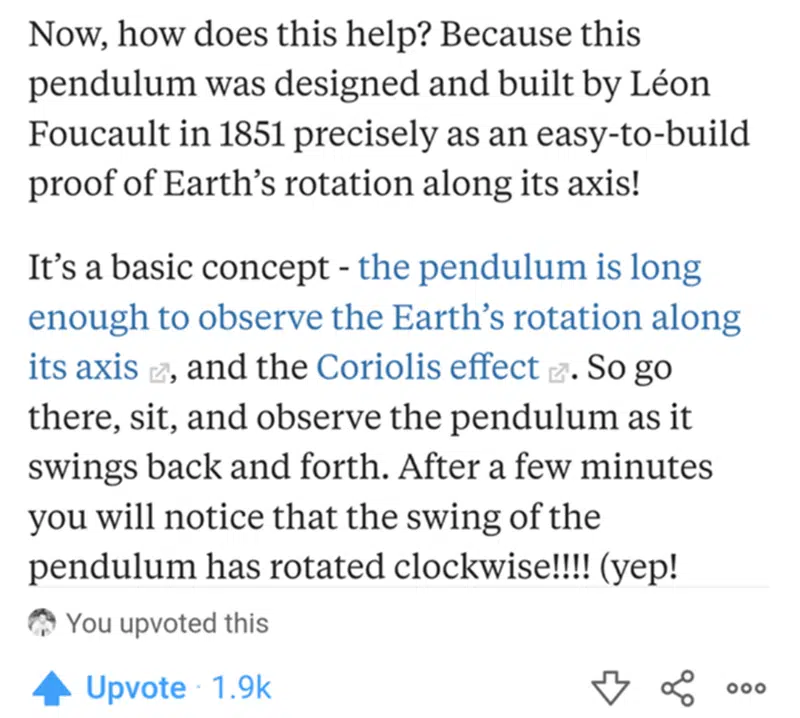 Now, how does this help? Because this
pendulum was designed and built by Léon
Foucault in 1851 precisely as an easy-to-build
proof of Earth’s rotation along its axis!
It’s a basic concept - the pendulum is long
enough to observe the Earth’s rotation along
its axis, and the Coriolis effect. So go
there, sit, and observe the pendulum as it
swings back and forth. After a few minutes
you will notice that the swing of the
pendulum has rotated clockwise!!!! (yep!
You upvoted this
Upvote · 1.9k